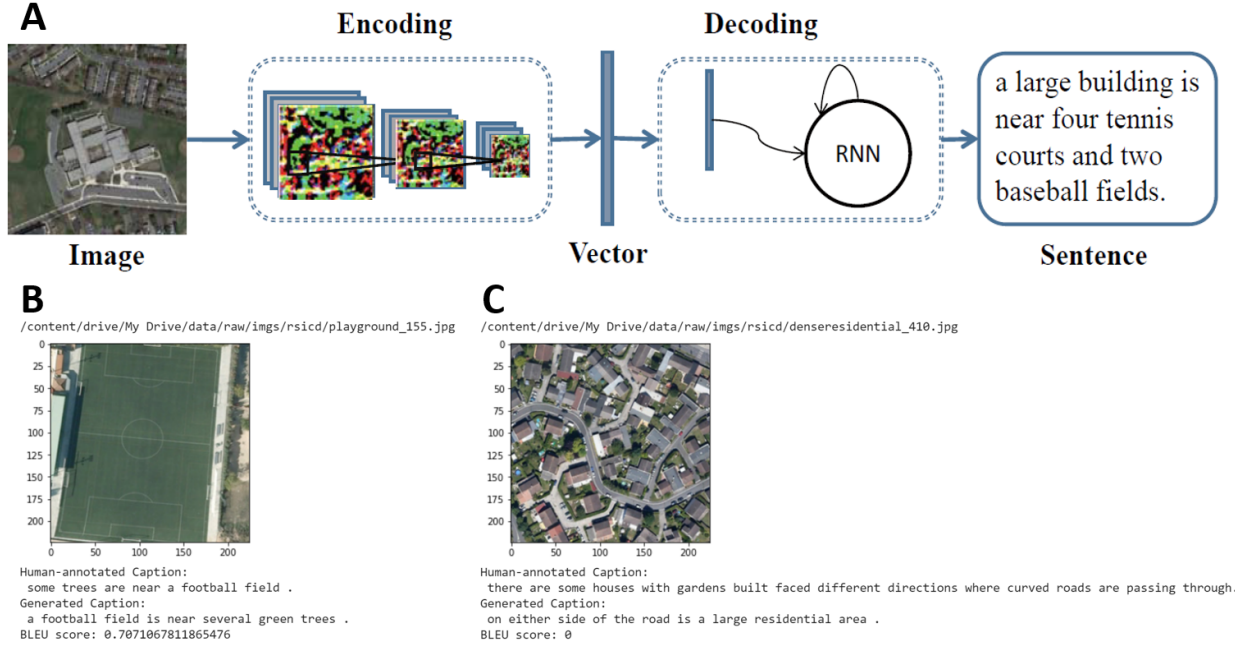 A
Encoding
Decoding
a large building is
near four tennis
courts and two
baseball fields.
RNN
Image
Vector
Sentence
B
/content/drive/My Drive/data/raw/imgs/rsicd/playground_155.jpg
0
25
50
75
100
125
150
175
200
0 50 100 150 200
Human-annotated Caption:
some trees are near a football field .
Generated Caption:
a football field is near several green trees .
BLEU score: 0.7071067811865476
C
/content/drive/My Drive/data/raw/imgs/rsicd/denseresidential_410.jpg
0
25
50
75
100
125
150
175
200
0 50 100 150 200
Human-annotated Caption:
there are some houses with gardens built faced different directions where curved roads are passing through.
Generated Caption:
on either side of the road is a large residential area .
BLEU score: 0